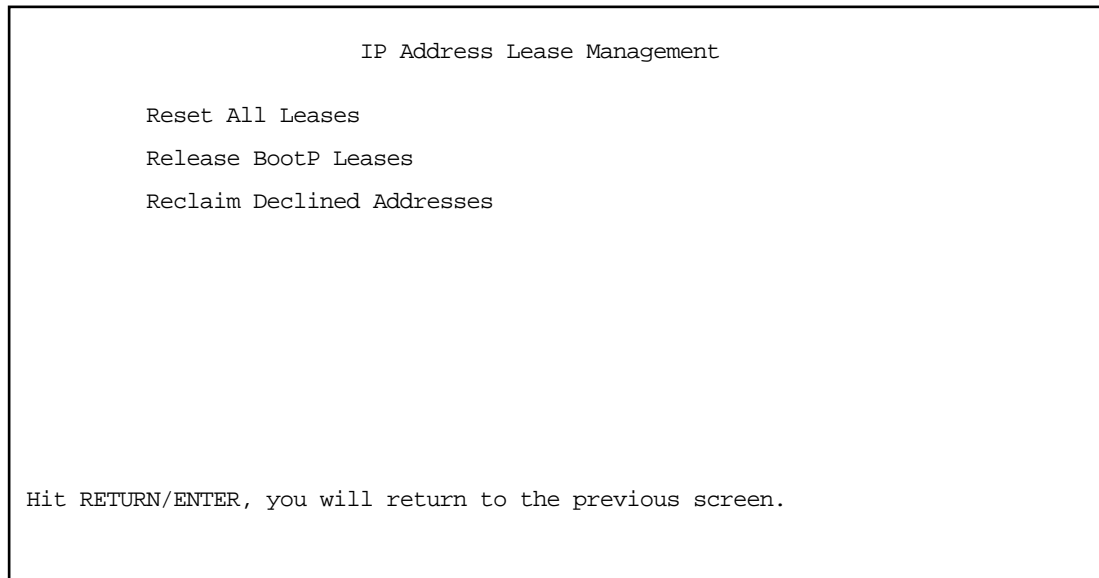 IP Address Lease Management
Reset All Leases
Release BootP Leases
Reclaim Declined Addresses
Hit RETURN/ENTER, you will return to the previous screen.